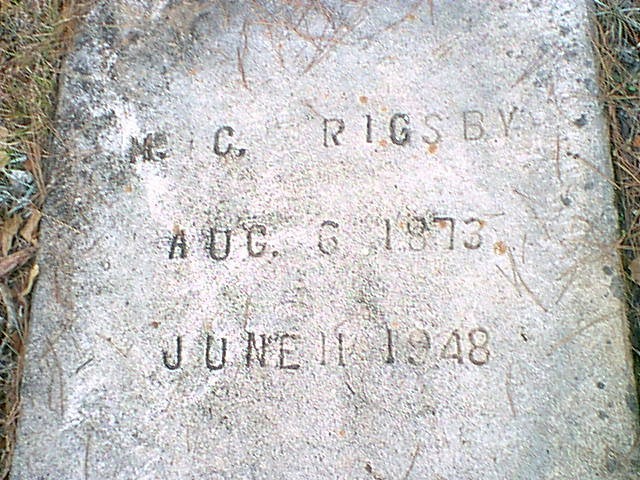 M. C. RIGSBY
AUG. 6 1873
JUNE 11 1948